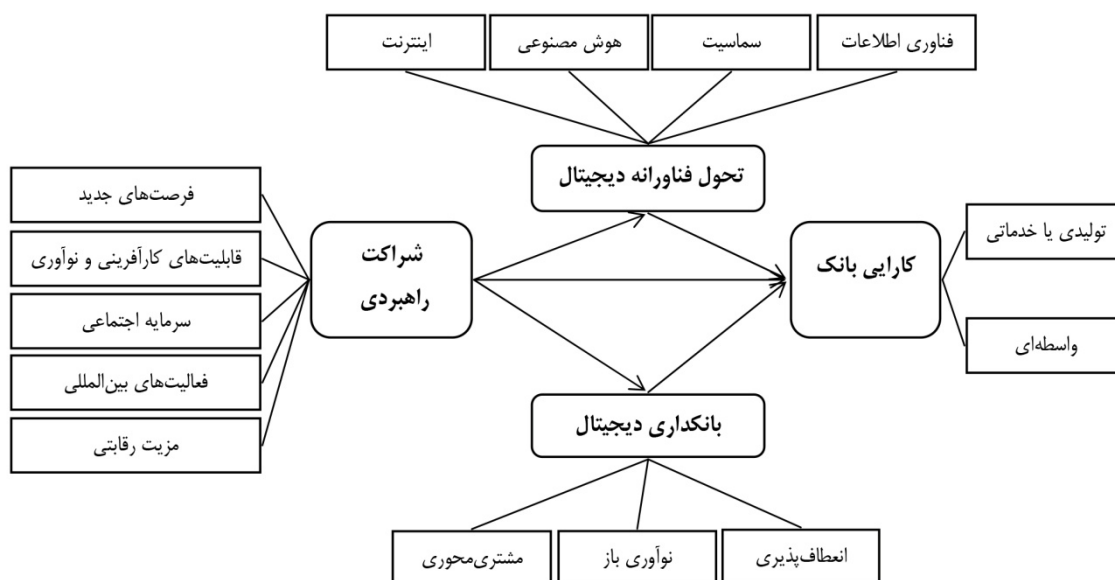 فناوری اطلاعات
سماسیت
هوش مصنوعی
اینترنت
تحول فناورانه دیجیتال
فرصت‌های جدید
قابلیت‌های کارآفرینی و نوآوری
سرمایه اجتماعی
فعالیت‌های بین‌المللی
مزیت رقابتی
شراکت
راهبردی
کارایی بانک
تولیدی یا خدماتی
واسطه‌ای
بانکداری دیجیتال
انعطاف‌پذیری
نوآوری باز
مشتری‌محوری